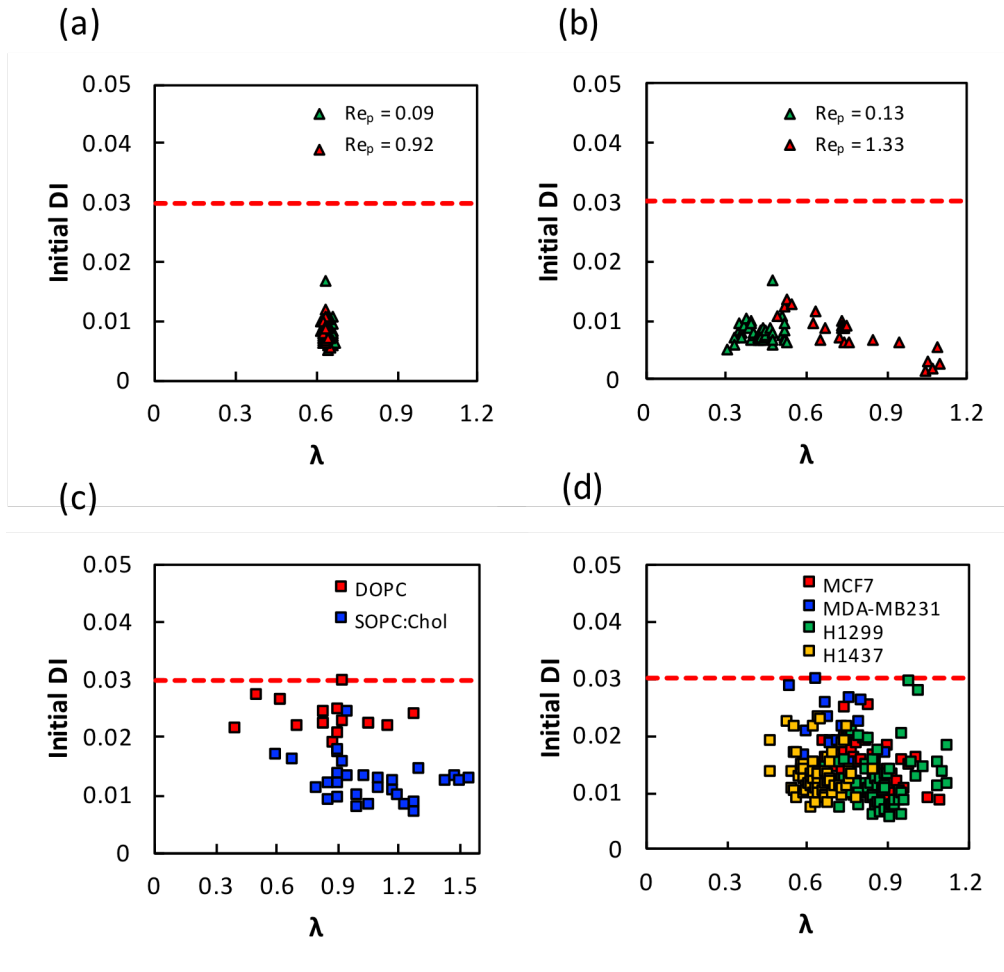 (a)
0.05
0.04
0.03
0.02
0.01
0
0 0.3 0.6 0.9 1.2
Initial DI
λ
Reₚ = 0.09
Reₚ = 0.92
(b)
0.05
0.04
0.03
0.02
0.01
0
0 0.3 0.6 0.9 1.2
Initial DI
λ
Reₚ = 0.13
Reₚ = 1.33
(c)
0.05
0.04
0.03
0.02
0.01
0
0 0.3 0.6 0.9 1.2 1.5
Initial DI
λ
DOPC
SOPC:Chol
(d)
0.05
0.04
0.03
0.02
0.01
0
0 0.3 0.6 0.9 1.2
Initial DI
λ
MCF7
MDA-MB231
H1299
H1437